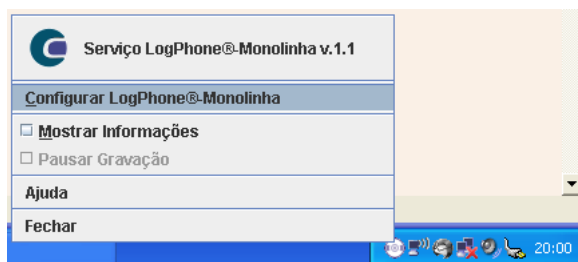 Serviço LogPhone®-Monolinha v.1.1
Configurar LogPhone®-Monolinha
Mostrar Informações
Pausar Gravação
Ajuda
Fechar
20:00